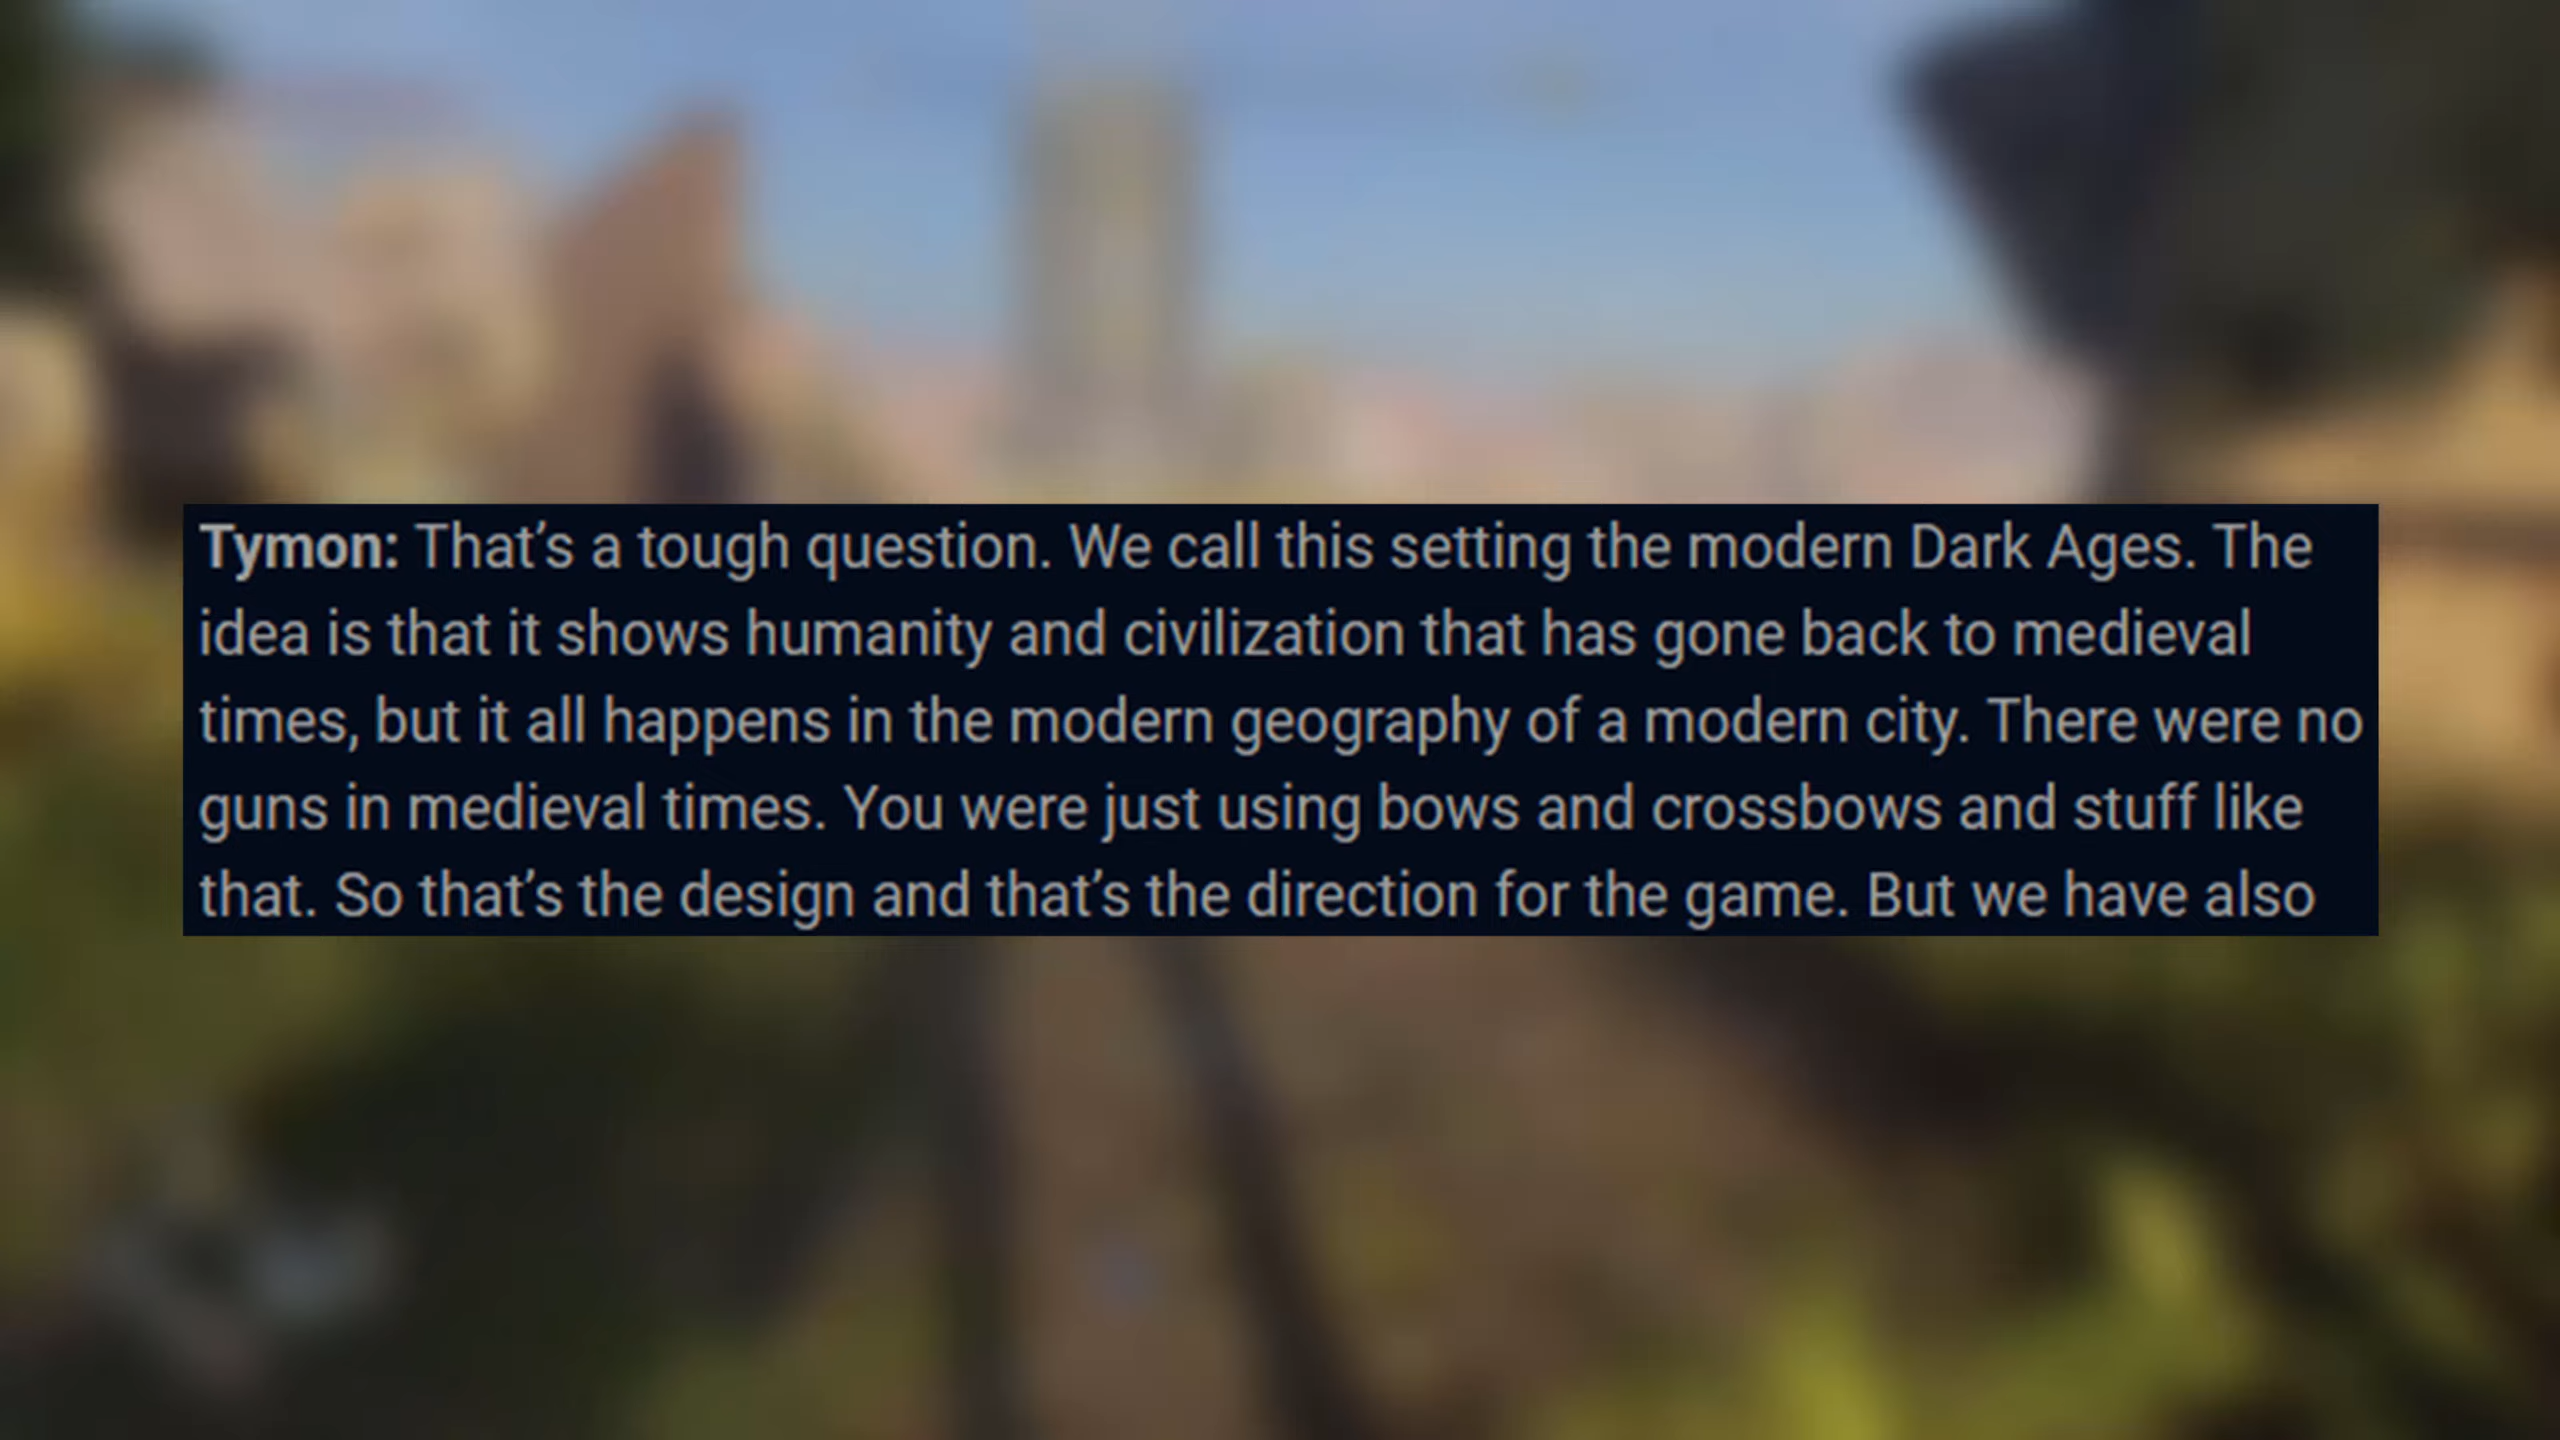 Tymon: That’s a tough question. We call this setting the modern Dark Ages. The
idea is that it shows humanity and civilization that has gone back to medieval
times, but it all happens in the modern geography of a modern city. There were no
guns in medieval times. You were just using bows and crossbows and stuff like
that. So that’s the design and that’s the direction for the game. But we have also